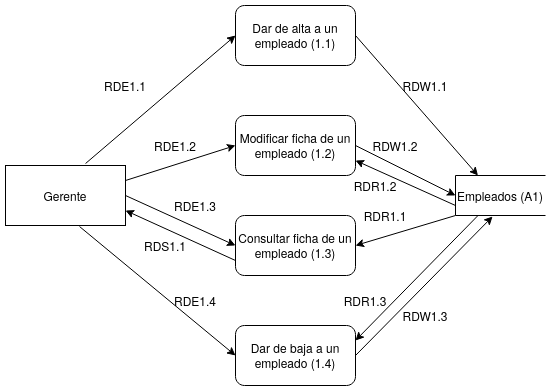 Dar de alta a un
empleado (1.1)
RDE1.1
RDW1.1
Modificar ficha de un
empleado (1.2)
RDE1.2
RDW1.2
RDR1.2
Gerente
Empleados (A1)
RDE1.3
RDR1.1
Consultar ficha de un
empleado (1.3)
RDS1.1
RDE1.4
RDR1.3
RDW1.3
Dar de baja a un
empleado (1.4)